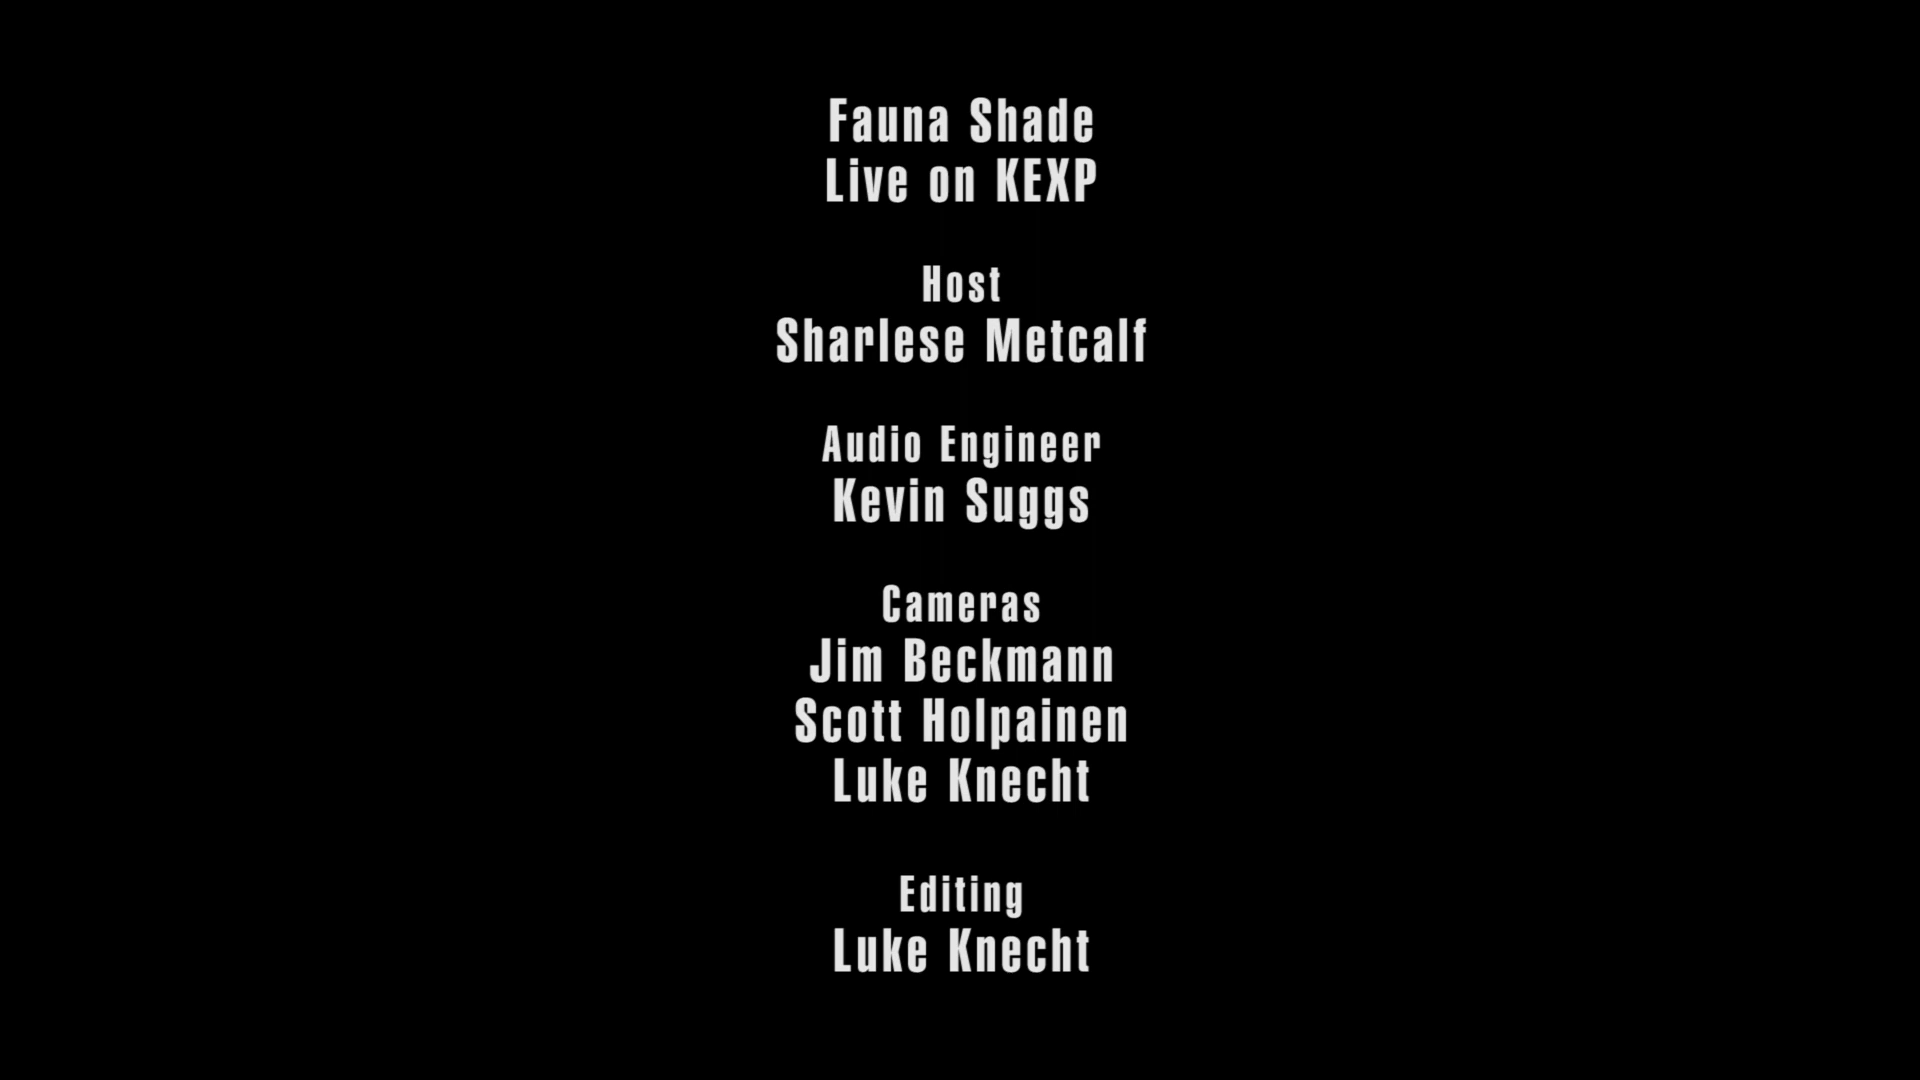 Fauna Shade
Live on KEXP
Host
Sharlese Metcalf
Audio Engineer
Kevin Suggs
Cameras
Jim Beckmann
Scott Holpainen
Luke Knecht
Editing
Luke Knecht